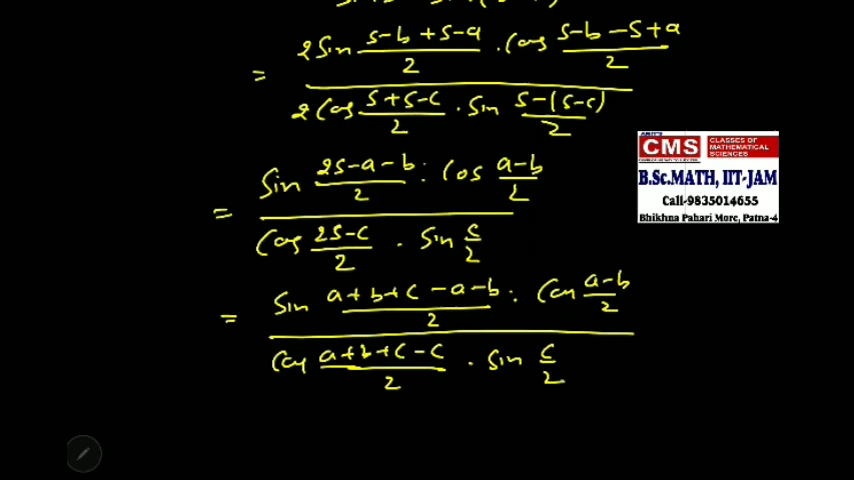 = 2 Sin (s-b+s-a)/2 . Cos (s-b-s+a)/2
2 Cos (s+s-c)/2 . Sin (s-(s-c))/2
= Sin (2s-a-b)/2 . Cos (a-b)/2
Cos (2s-c)/2 . Sin c/2
= Sin (a+b+c-a-b)/2 . Cos (a-b)/2
Cos (a+b+c-c)/2 . Sin c/2
CMS CLASSES OF MATHEMATICAL SCIENCES
B.Sc.MATH, IIT-JAM
Call-9835014655
Bhikhna Pahari More, Patna-4